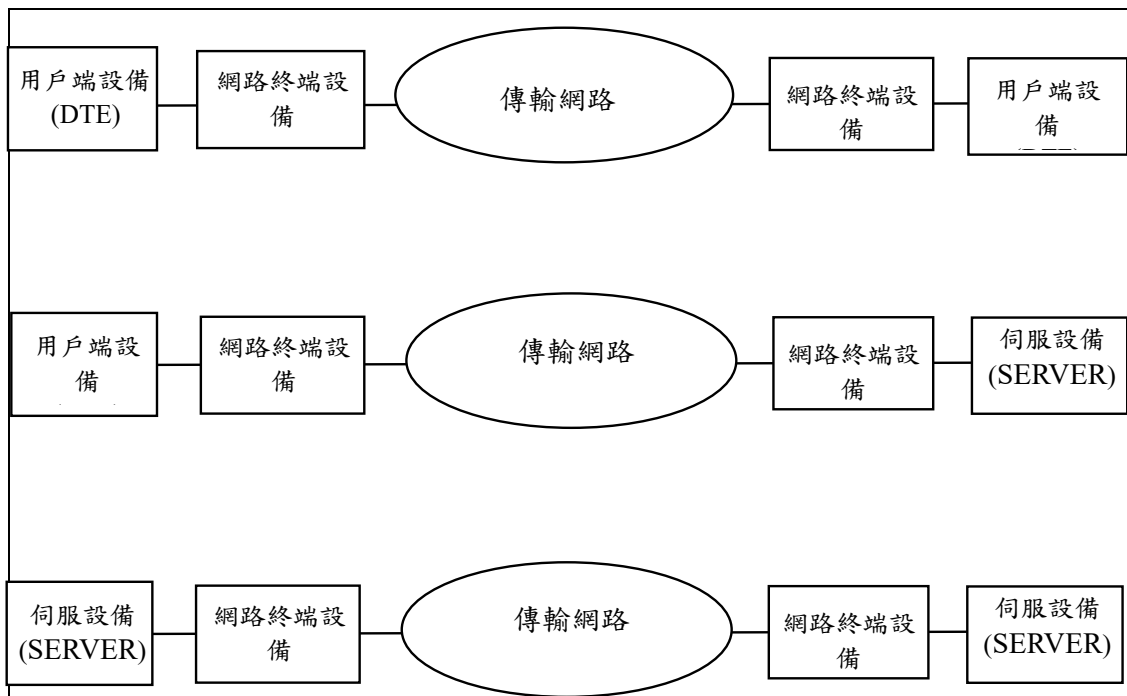 用戶端設備
(DTE)
網路終端設
備
傳輸網路
網路終端設
備
用戶端設
備
用戶端設
備
網路終端設
備
傳輸網路
網路終端設
備
伺服設備
(SERVER)
伺服設備
(SERVER)
網路終端設
備
傳輸網路
網路終端設
備
伺服設備
(SERVER)